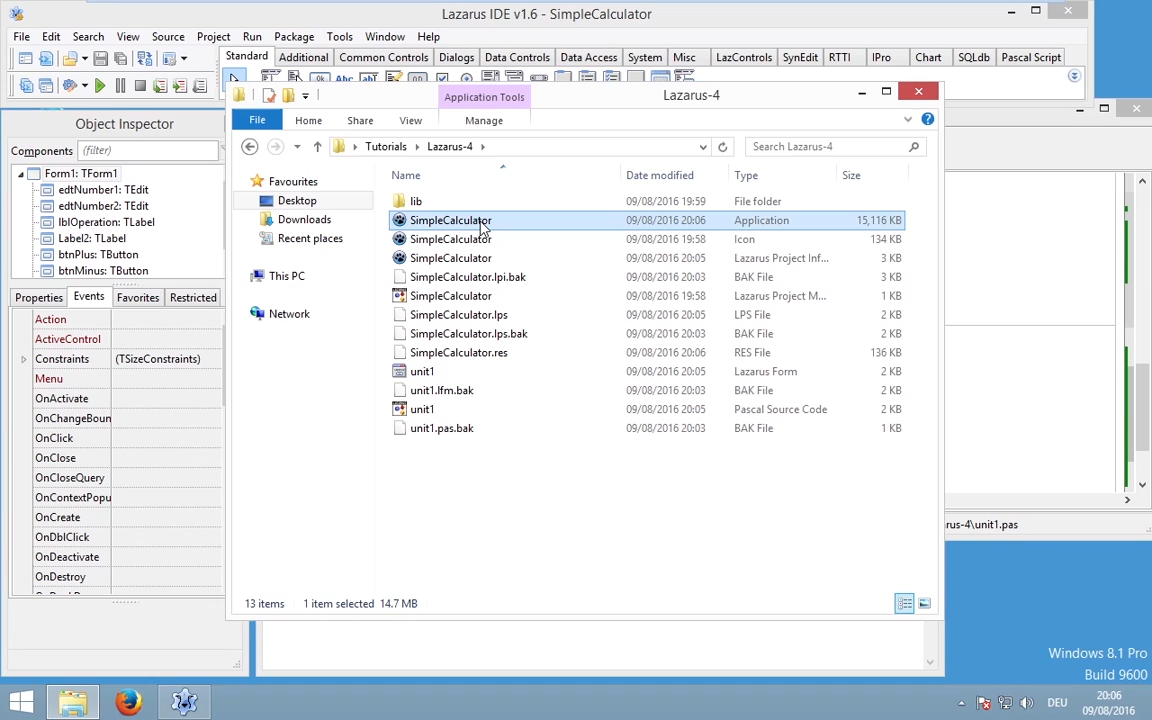 Lazarus IDE v1.6 - SimpleCalculator
File Edit Search View Source Project Run Package Tools Window Help
Standard Additional Common Controls Dialogs Data Controls Data Access System Misc LazControls SynEdit RTTI IPro Chart SQLdb Pascal Script
Object Inspector
Components (filter)
Form1: TForm1
edtNumber1: TEdit
edtNumber2: TEdit
lblOperation: TLabel
Label2: TLabel
btnPlus: TButton
btnMinus: TButton
Properties Events Favorites Restricted
Action
ActiveControl
Constraints (TSizeConstraints)
Menu
OnActivate
OnChangeBoun
OnClick
OnClose
OnCloseQuery
OnContextPopu
OnCreate
OnDblClick
OnDeactivate
OnDestroy
Application Tools Lazarus-4
File Home Share View Manage
Tutorials Lazarus-4 Search Lazarus-4
Favourites
Desktop
Downloads
Recent places
This PC
Network
Name Date modified Type Size
lib 09/08/2016 19:59 File folder
SimpleCalculator 09/08/2016 20:06 Application 15,116 KB
SimpleCalculator 09/08/2016 19:58 Icon 134 KB
SimpleCalculator 09/08/2016 20:05 Lazarus Project Inf... 3 KB
SimpleCalculator.lpi.bak 09/08/2016 20:03 BAK File 3 KB
SimpleCalculator 09/08/2016 19:58 Lazarus Project M... 1 KB
SimpleCalculator.lps 09/08/2016 20:05 LPS File 2 KB
SimpleCalculator.lps.bak 09/08/2016 20:03 BAK File 2 KB
SimpleCalculator.res 09/08/2016 20:06 RES File 136 KB
unit1 09/08/2016 20:05 Lazarus Form 2 KB
unit1.lfm.bak 09/08/2016 20:03 BAK File 2 KB
unit1 09/08/2016 20:05 Pascal Source Code 2 KB
unit1.pas.bak 09/08/2016 20:03 BAK File 1 KB
13 items 1 item selected 14.7 MB
rus-4\unit1.pas
Windows 8.1 Pro
Build 9600
DEU
20:06
09/08/2016